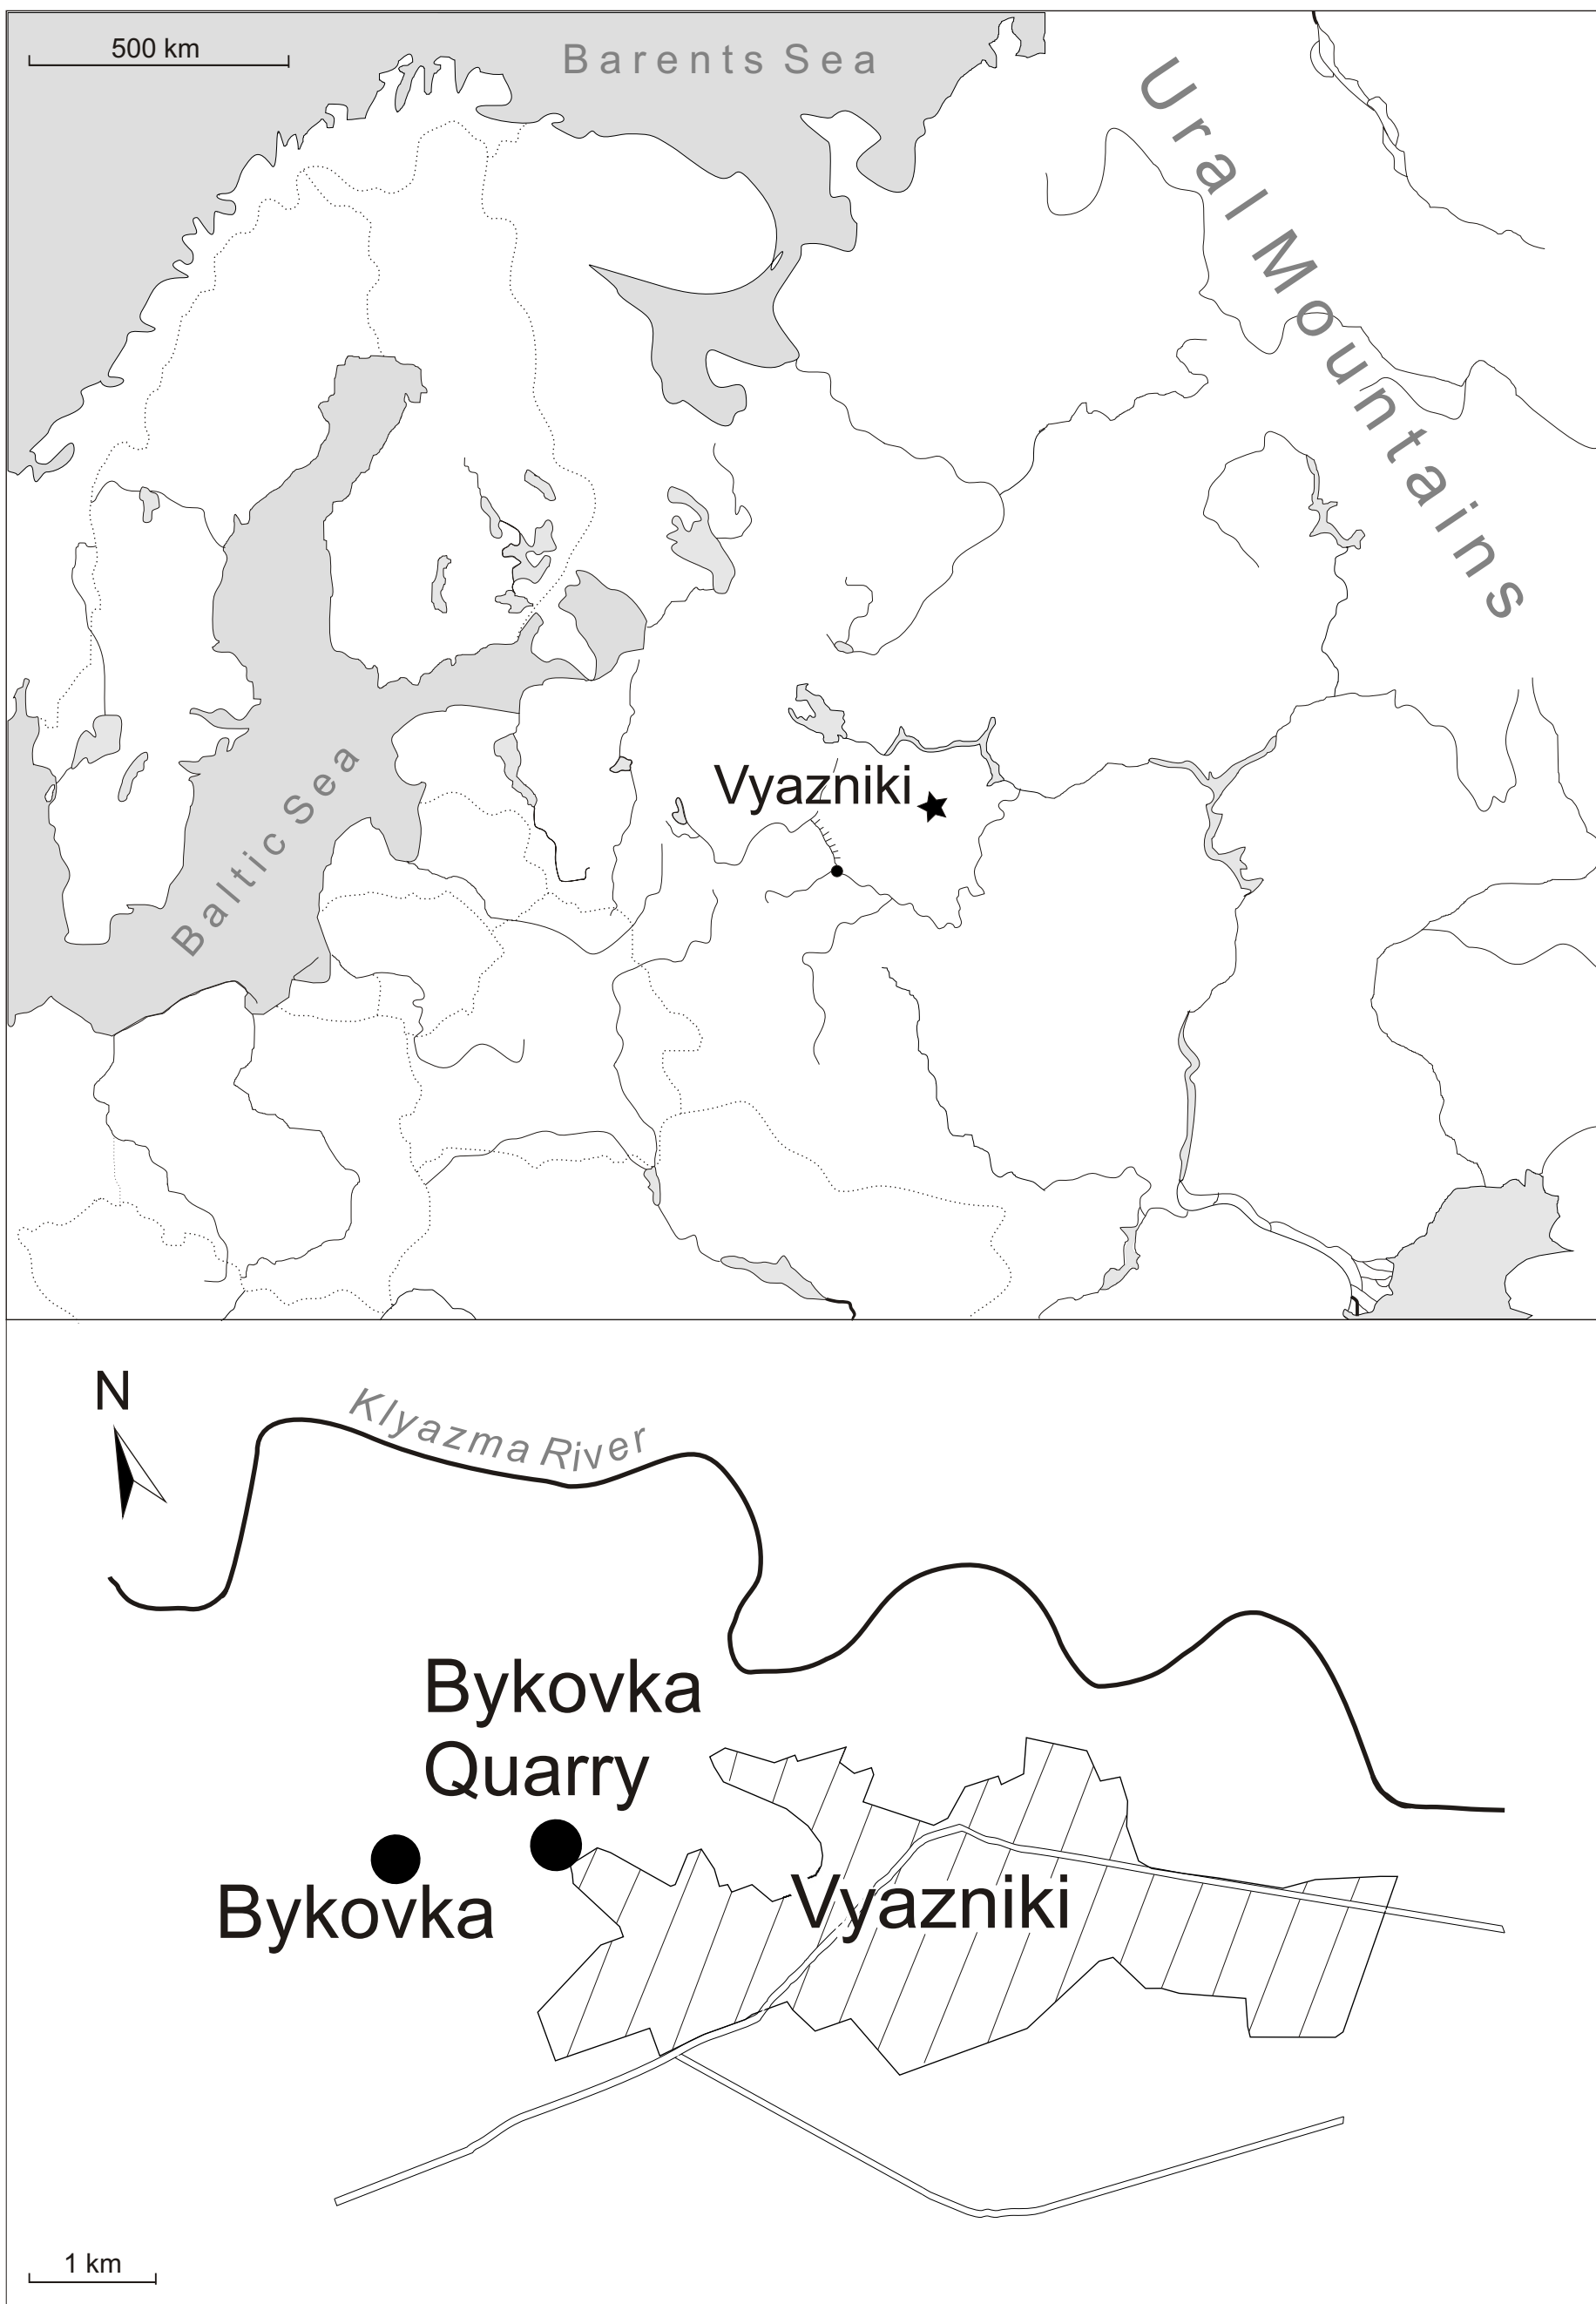 500 km
Barents Sea
Ural Mountains
Vyazniki
Baltic Sea
N
Klyazma River
Bykovka
Quarry
Bykovka
Vyazniki
1 km